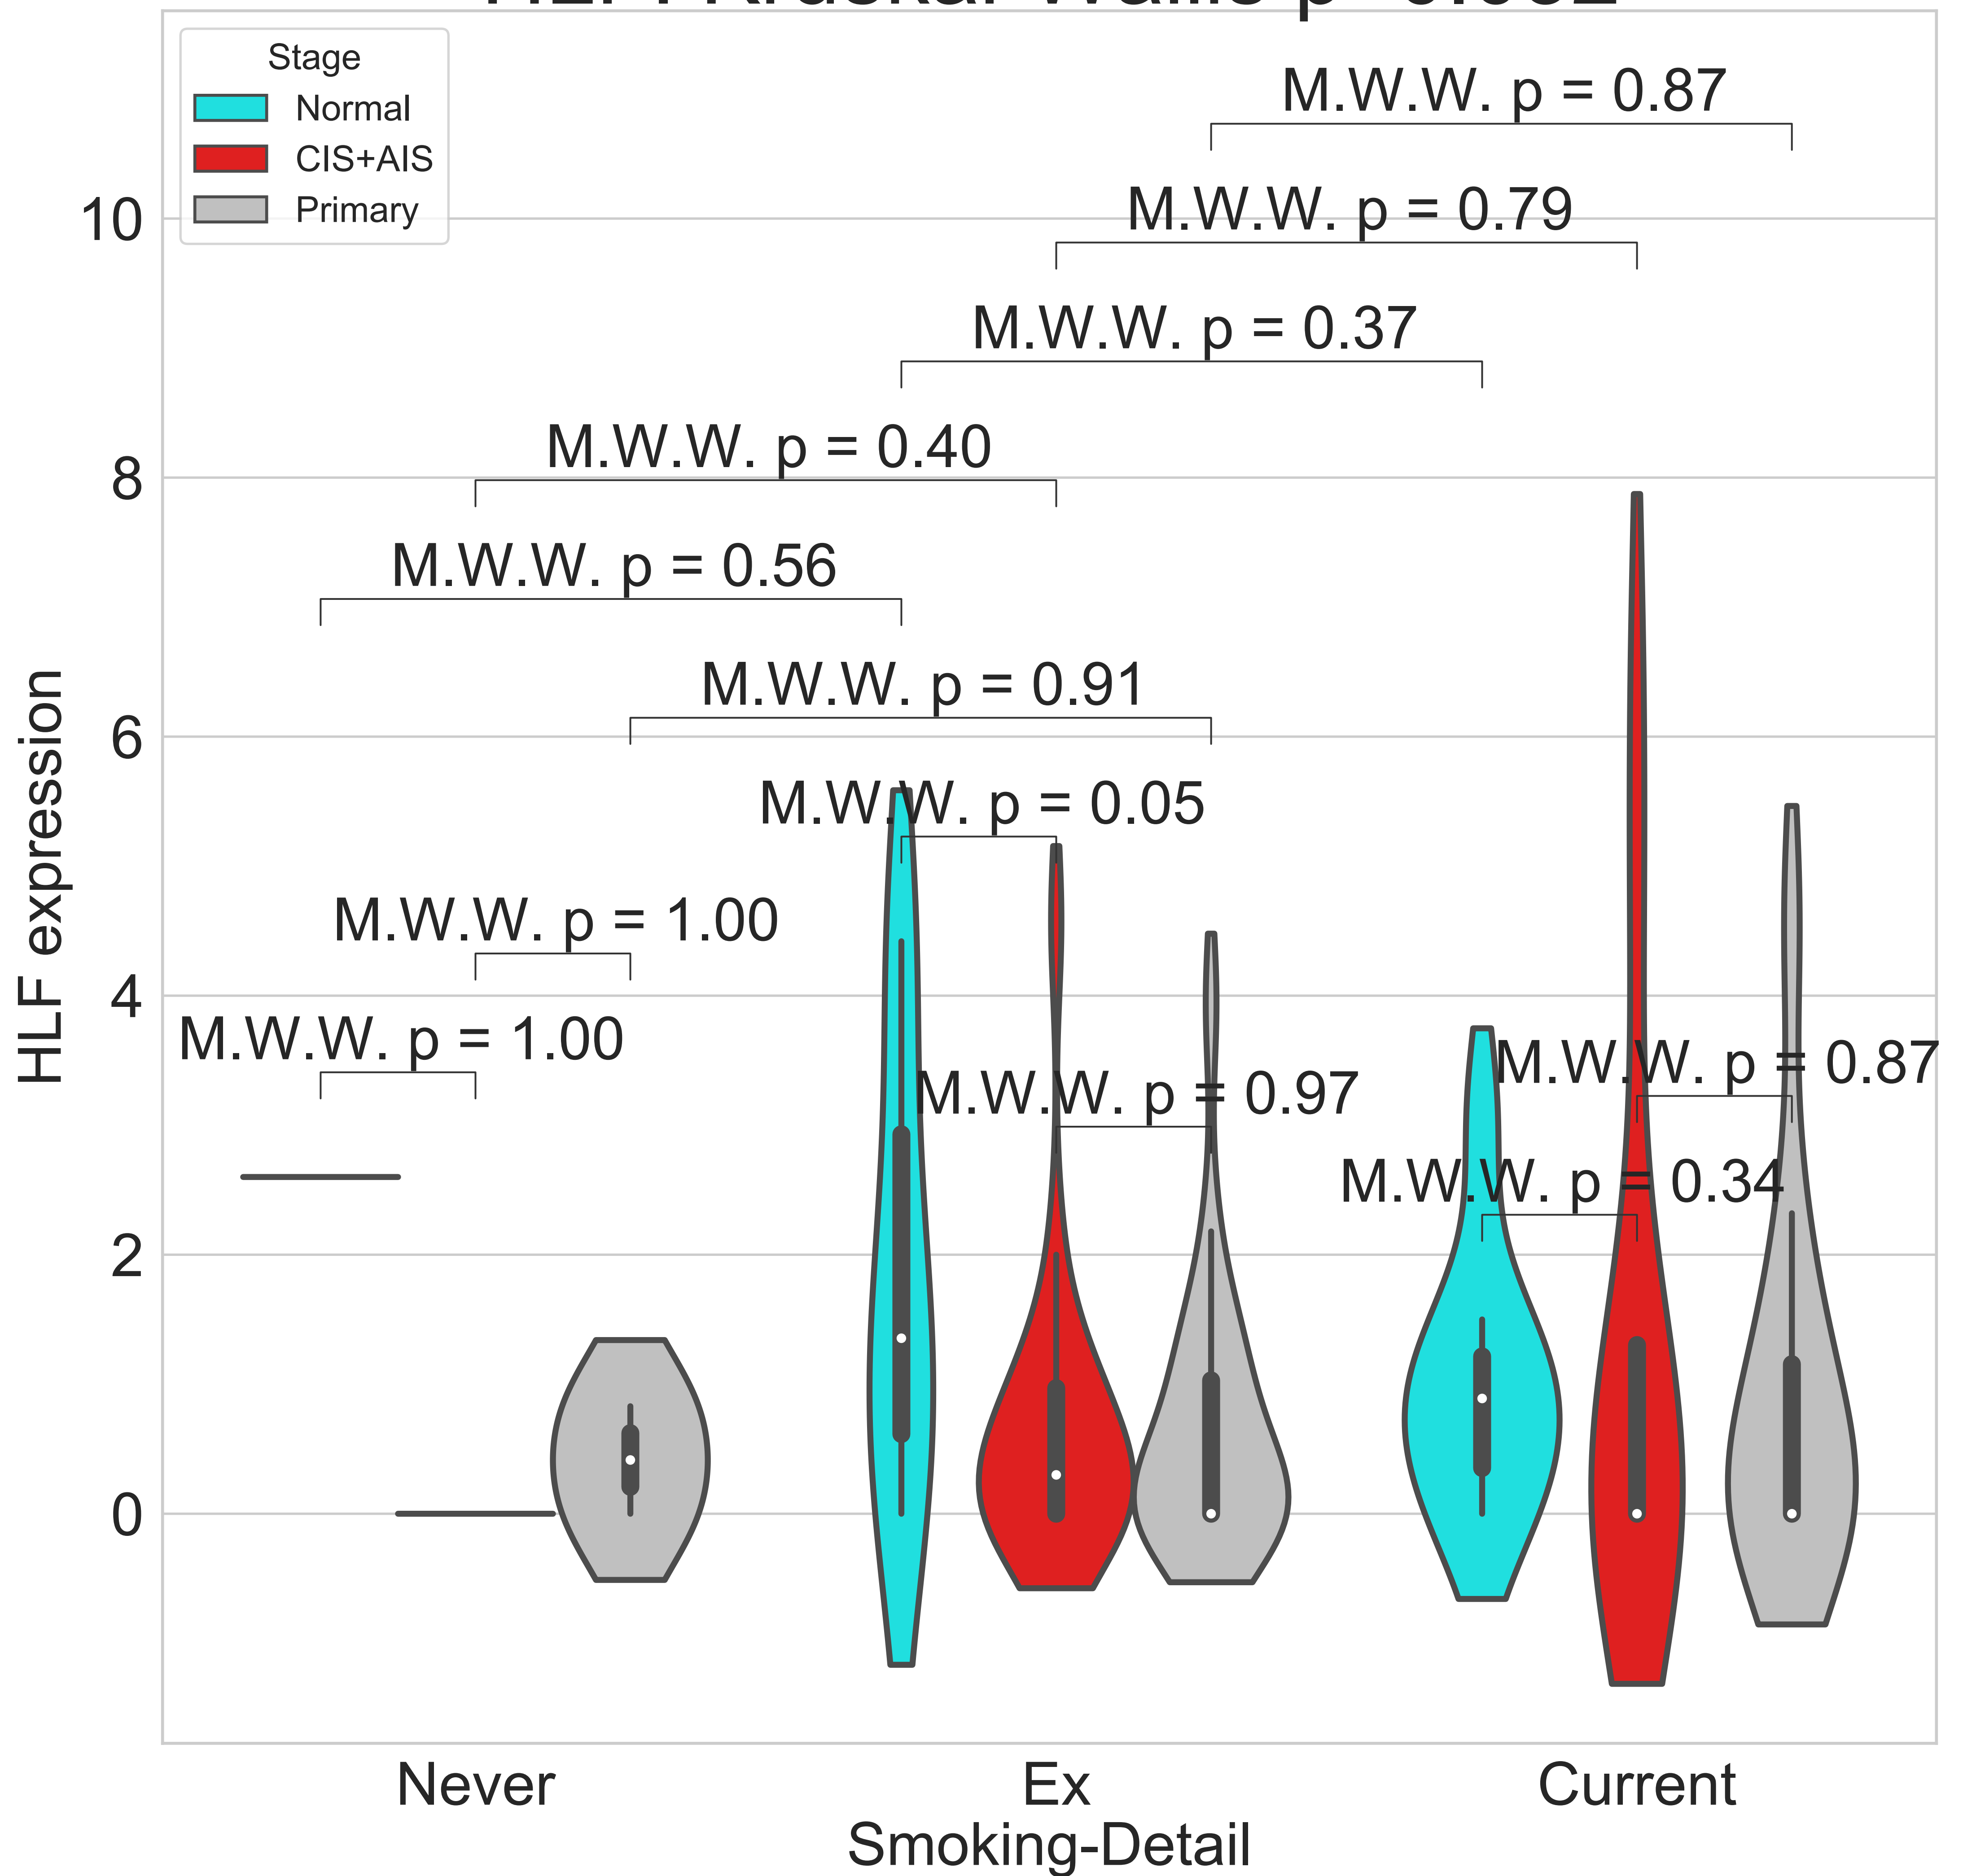 Stage
Normal
CIS+AIS
Primary
M.W.W. p = 0.87
M.W.W. p = 0.79
M.W.W. p = 0.37
M.W.W. p = 0.40
M.W.W. p = 0.56
M.W.W. p = 0.91
M.W.W. p = 0.05
M.W.W. p = 1.00
M.W.W. p = 1.00
M.W.W. p = 0.87
M.W.W. p = 0.97
M.W.W. p = 0.34
10
8
6
4
2
0
HLF expression
Never
Ex
Current
Smoking-Detail